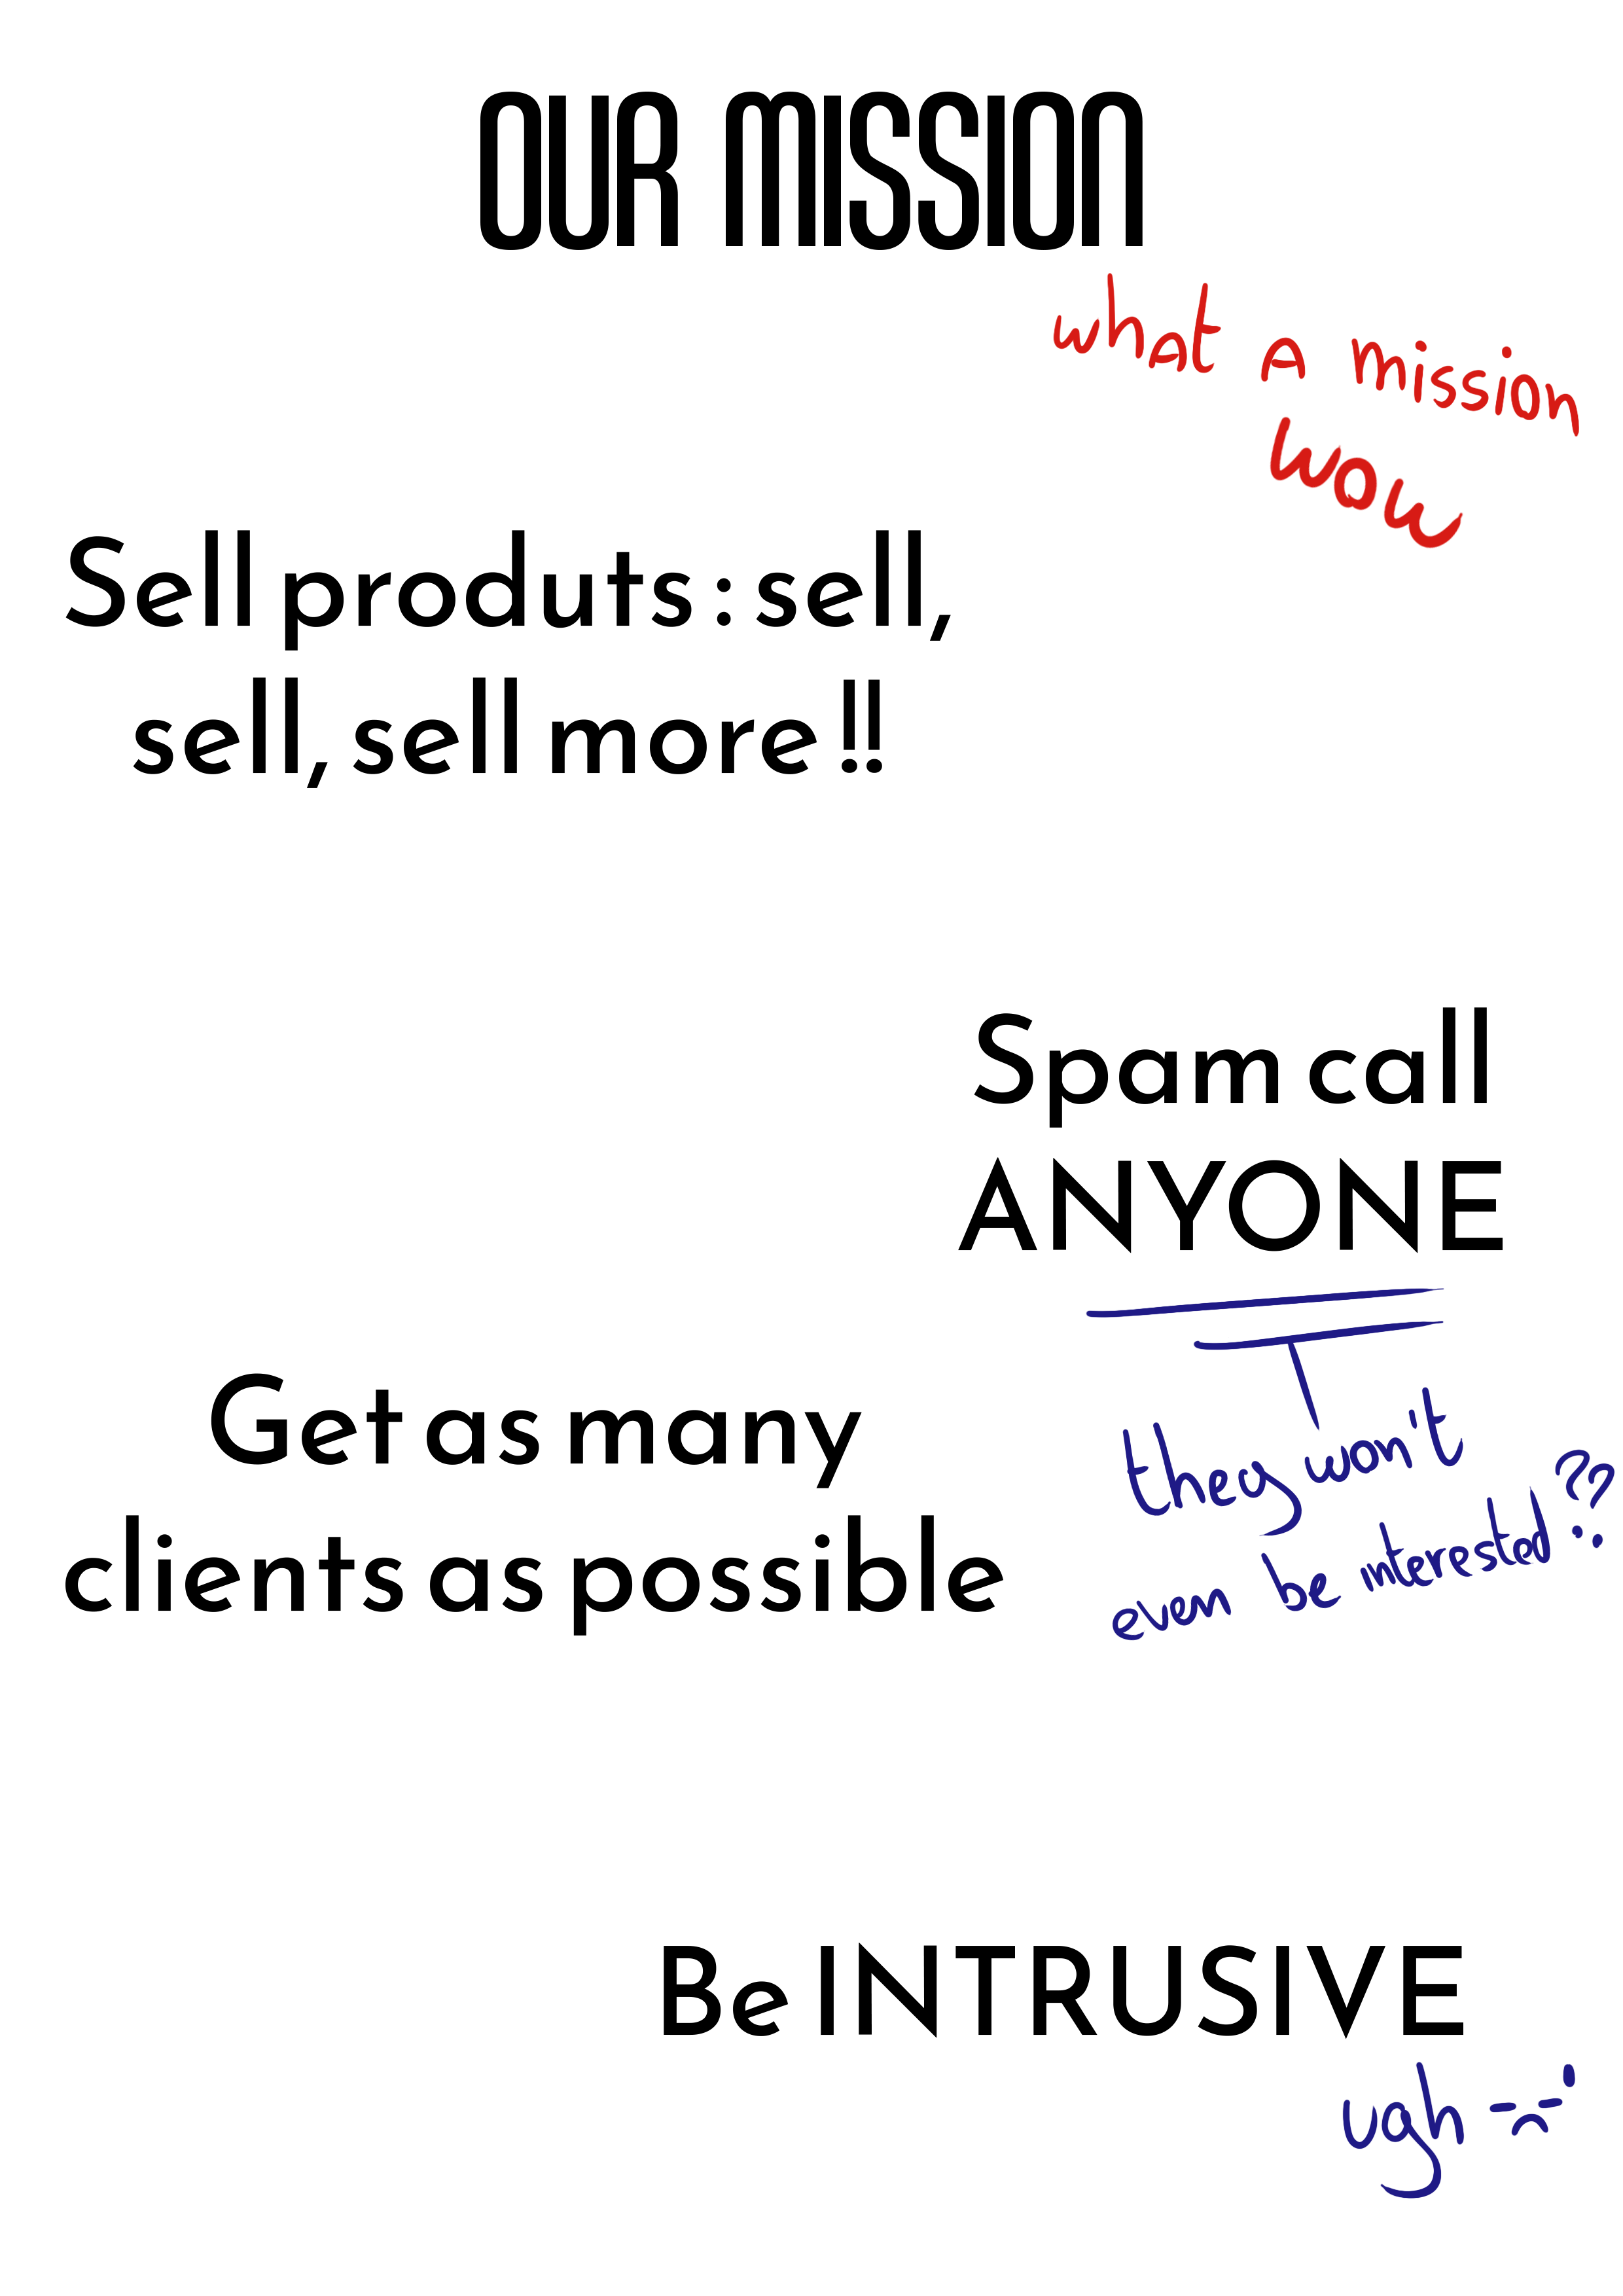 OUR MISSION
what A mission
wow
Sell produts : sell,
sell, sell more !!
Spam call
ANYONE
Get as many
clients as possible
they won't
even be interested ??
Be INTRUSIVE
ugh